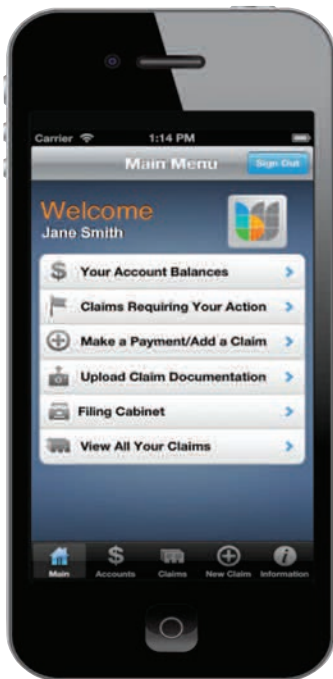 Carrier 1:14 PM
Main Menu Sign Out
Welcome
Jane Smith
$ Your Account Balances
Claims Requiring Your Action
Make a Payment/Add a Claim
Upload Claim Documentation
Filing Cabinet
View All Your Claims
$
Main Accounts Claims New Claim Information